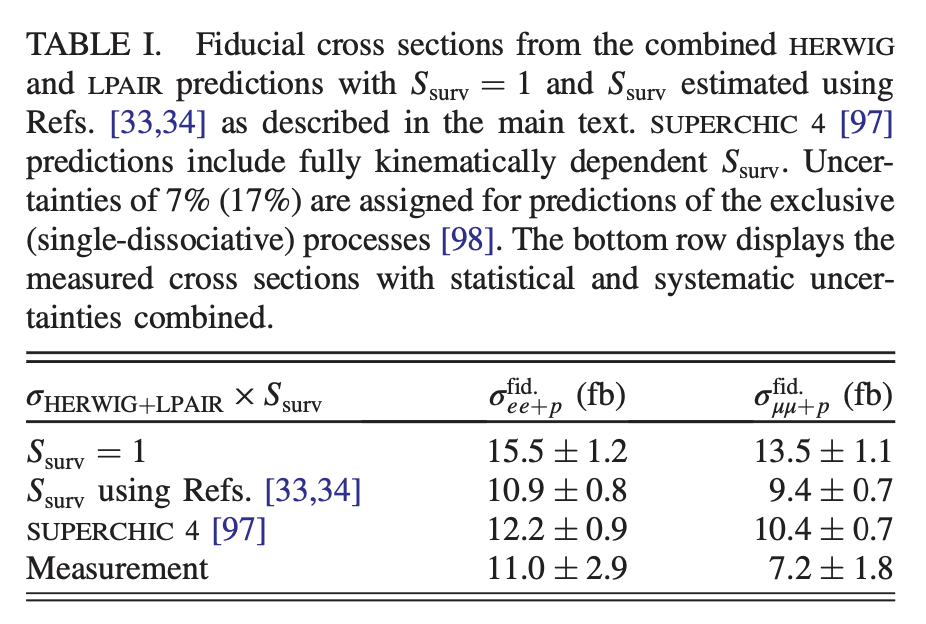 TABLE I. Fiducial cross sections from the combined HERWIG
and LPAIR predictions with S_surv = 1 and S_surv estimated using
Refs. [33,34] as described in the main text. SUPERCHIC 4 [97]
predictions include fully kinematically dependent S_surv. Uncer-
tainties of 7% (17%) are assigned for predictions of the exclusive
(single-dissociative) processes [98]. The bottom row displays the
measured cross sections with statistical and systematic uncer-
tainties combined.
σ_HERWIG+LPAIR × S_surv σ^fid._ee+p (fb) σ^fid._μμ+p (fb)
S_surv = 1 15.5 ± 1.2 13.5 ± 1.1
S_surv using Refs. [33,34] 10.9 ± 0.8 9.4 ± 0.7
SUPERCHIC 4 [97] 12.2 ± 0.9 10.4 ± 0.7
Measurement 11.0 ± 2.9 7.2 ± 1.8